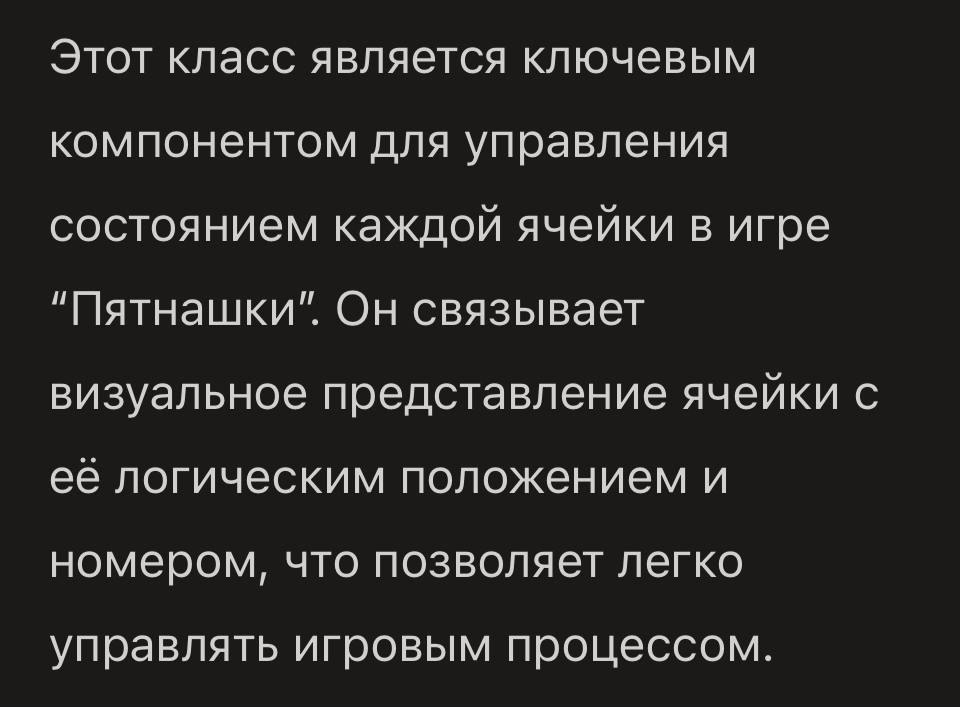 Этот класс является ключевым
компонентом для управления
состоянием каждой ячейки в игре
“Пятнашки”. Он связывает
визуальное представление ячейки с
её логическим положением и
номером, что позволяет легко
управлять игровым процессом.